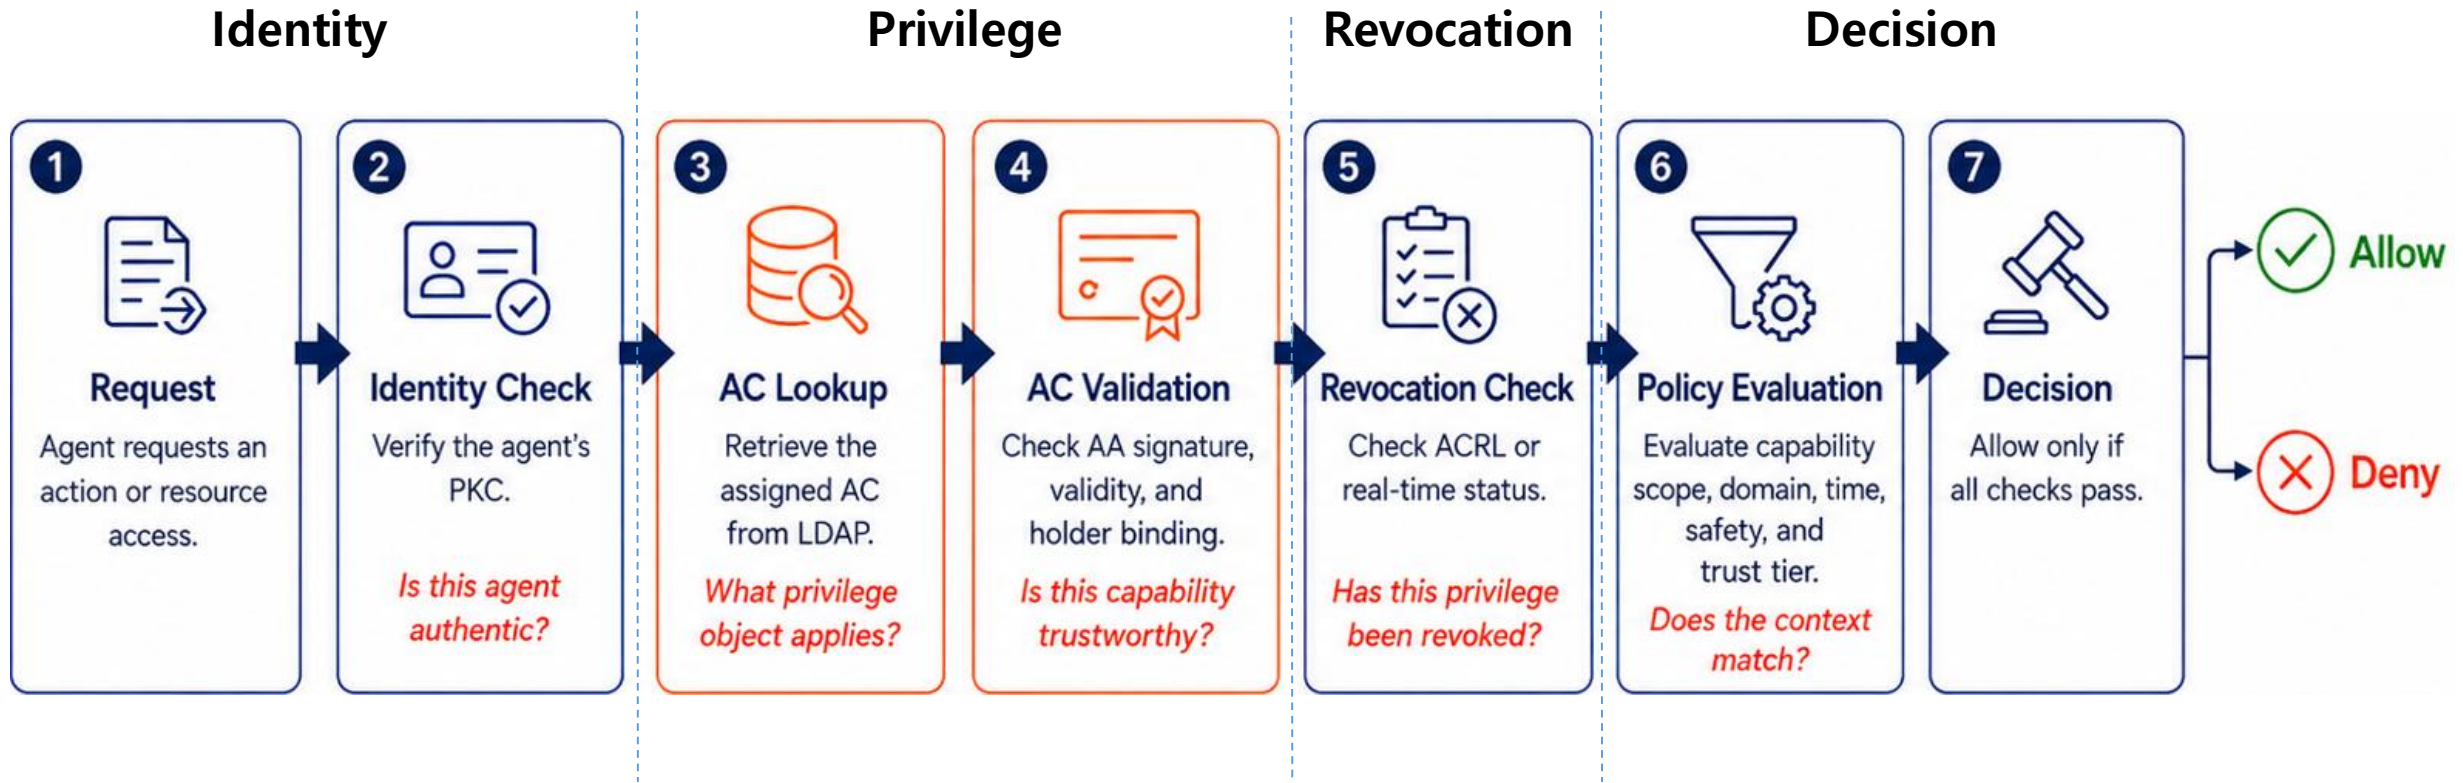 Identity
Privilege
Revocation
Decision
1
Request
Agent requests an
action or resource
access.
2
Identity Check
Verify the agent's
PKC.
Is this agent
authentic?
3
AC Lookup
Retrieve the
assigned AC
from LDAP.
What privilege
object applies?
4
AC Validation
Check AA signature,
validity, and
holder binding.
Is this capability
trustworthy?
5
Revocation Check
Check ACRL or
real-time status.
Has this privilege
been revoked?
6
Policy Evaluation
Evaluate capability
scope, domain, time,
safety, and
trust tier.
Does the context
match?
7
Decision
Allow only if
all checks pass.
Allow
Deny